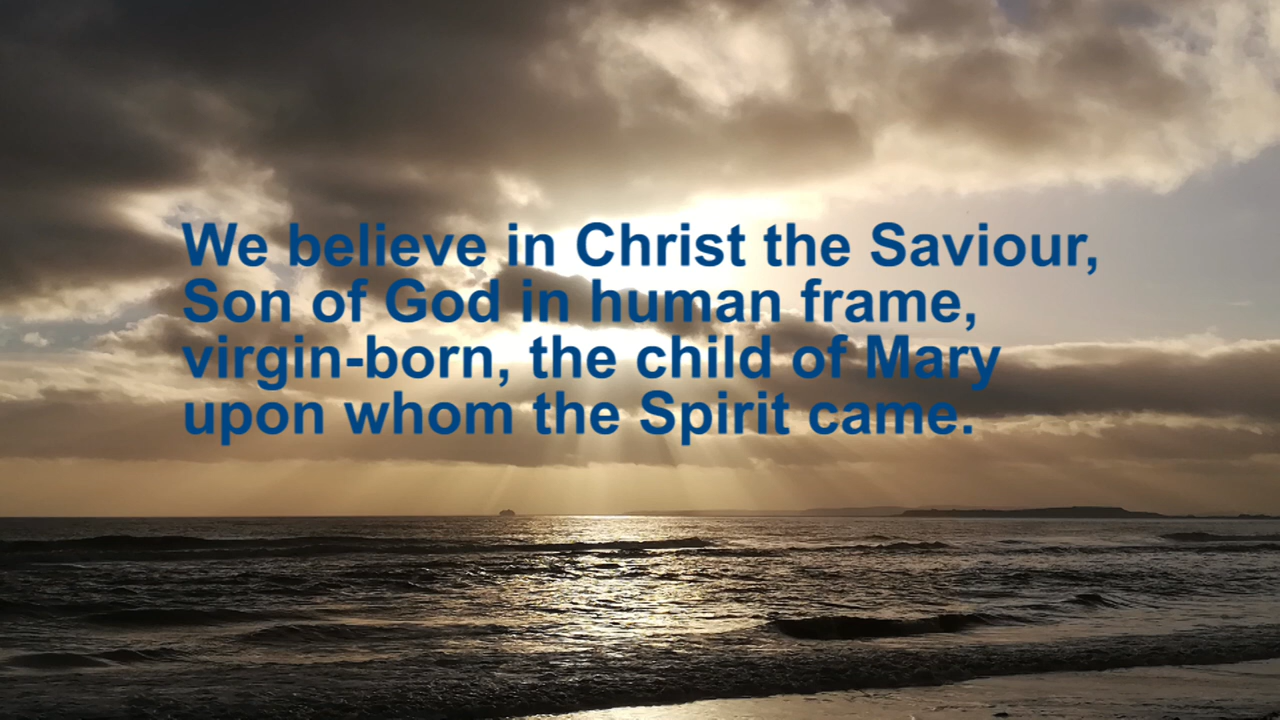 We believe in Christ the Saviour,
Son of God in human frame,
virgin-born, the child of Mary
upon whom the Spirit came.